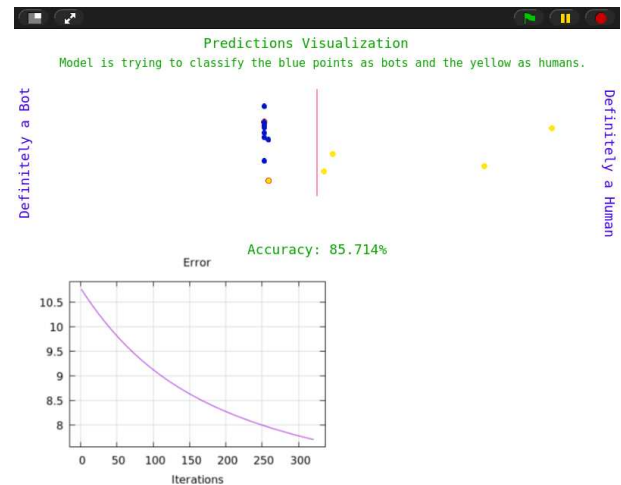 Predictions Visualization
Model is trying to classify the blue points as bots and the yellow as humans.
Definitely a Bot
Definitely a Human
Accuracy: 85.714%
Error
10.5
10
9.5
9
8.5
8
0 50 100 150 200 250 300
Iterations